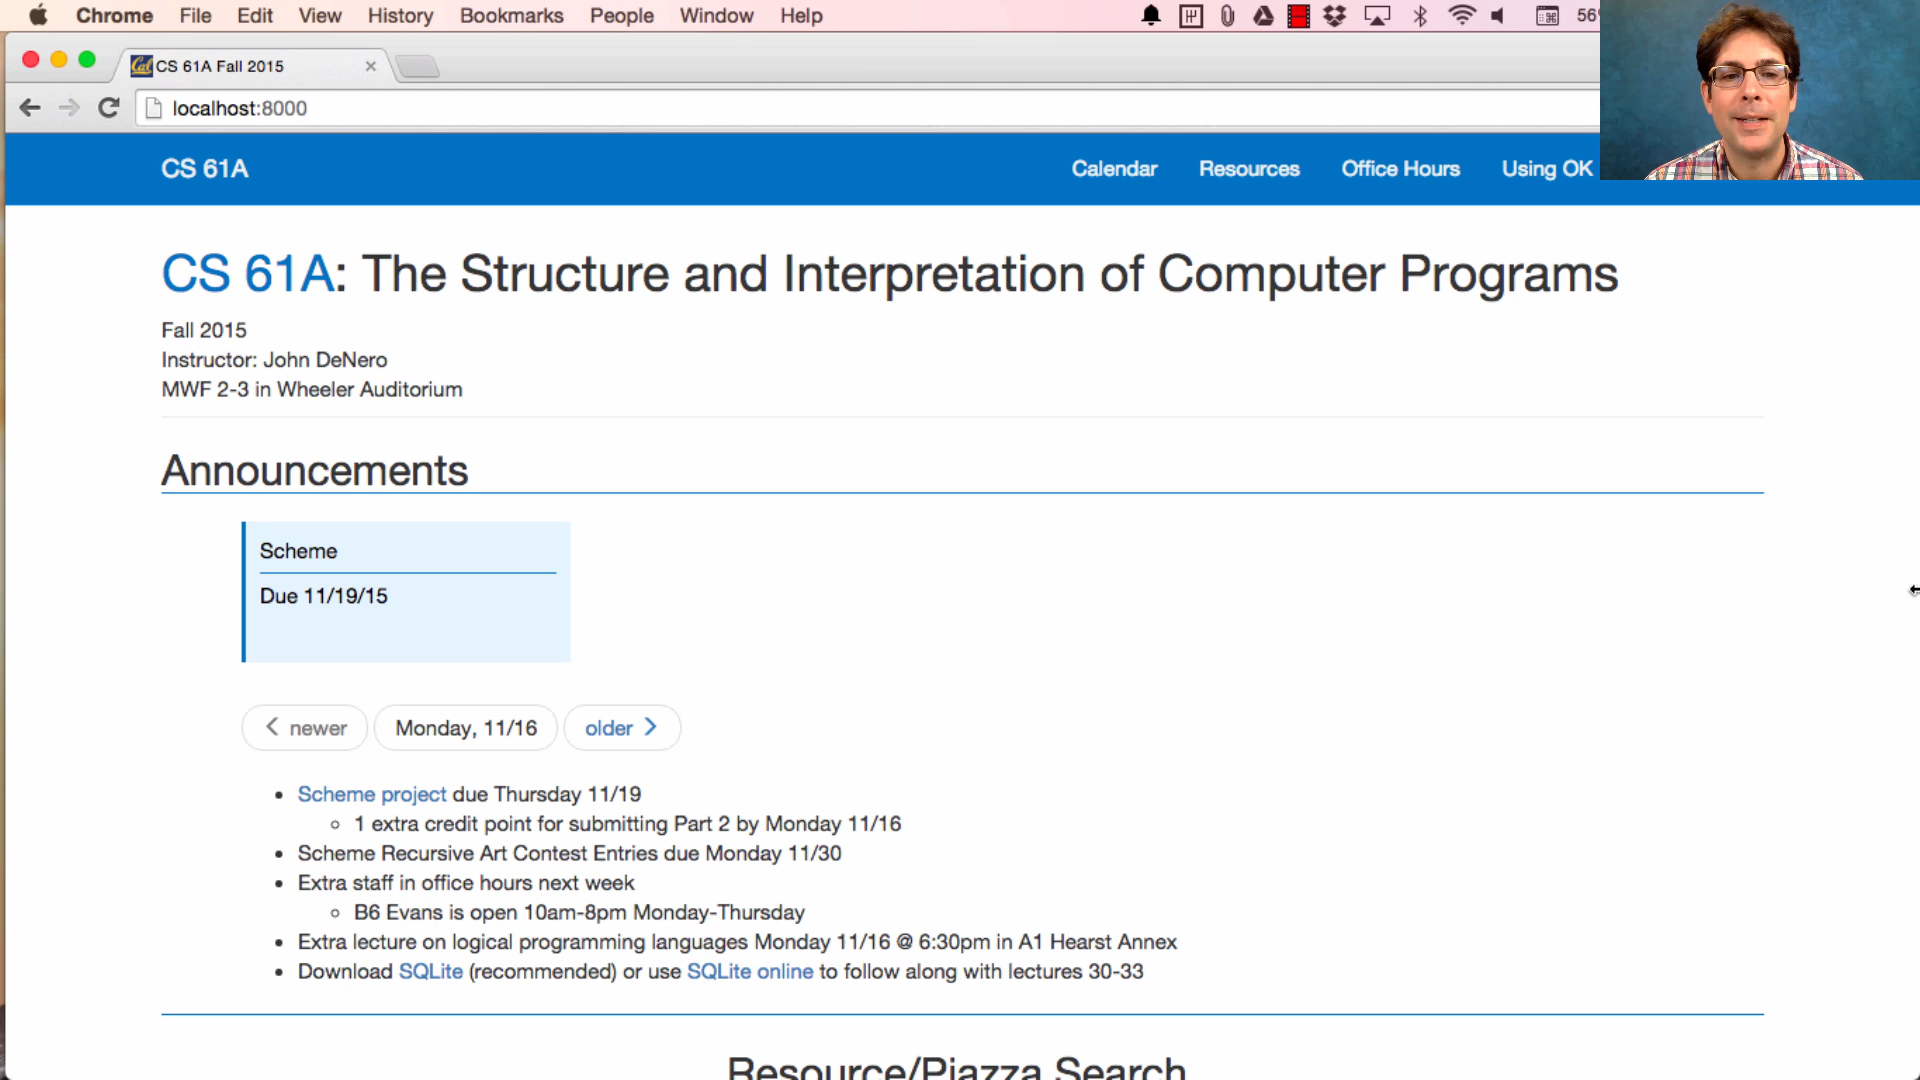 Chrome File Edit View History Bookmarks People Window Help
CS 61A Fall 2015
localhost:8000
CS 61A Calendar Resources Office Hours Using OK
CS 61A: The Structure and Interpretation of Computer Programs
Fall 2015
Instructor: John DeNero
MWF 2-3 in Wheeler Auditorium
Announcements
Scheme
Due 11/19/15
newer Monday, 11/16 older
Scheme project due Thursday 11/19
1 extra credit point for submitting Part 2 by Monday 11/16
Scheme Recursive Art Contest Entries due Monday 11/30
Extra staff in office hours next week
B6 Evans is open 10am-8pm Monday-Thursday
Extra lecture on logical programming languages Monday 11/16 @ 6:30pm in A1 Hearst Annex
Download SQLite (recommended) or use SQLite online to follow along with lectures 30-33
Resource/Piazza Search